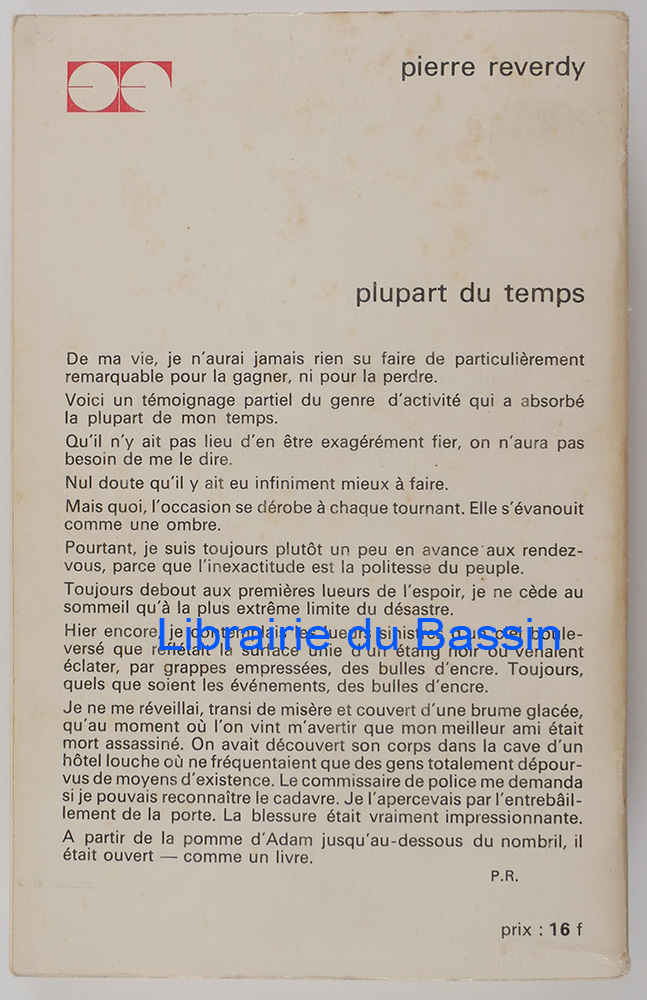 pierre reverdy
plupart du temps
De ma vie, je n'aurai jamais rien su faire de particulièrement
remarquable pour la gagner, ni pour la perdre.
Voici un témoignage partiel du genre d'activité qui a absorbé
la plupart de mon temps.
Qu'il n'y ait pas lieu d'en être exagérément fier, on n'aura pas
besoin de me le dire.
Nul doute qu'il y ait eu infiniment mieux à faire.
Mais quoi, l'occasion se dérobe à chaque tournant. Elle s'évanouit
comme une ombre.
Pourtant, je suis toujours plutôt un peu en avance aux rendez-
vous, parce que l'inexactitude est la politesse du peuple.
Toujours debout aux premières lueurs de l'espoir, je ne cède au
sommeil qu'à la plus extrême limite du désastre.
Hier encore, je contemplais les lueurs sinistres d'un ciel boule-
versé que reflétait la surface unie d'un étang noir où venaient
Librairie du Bassin
éclater, par grappes empressées, des bulles d'encre. Toujours,
quels que soient les événements, des bulles d'encre.
Je ne me réveillai, transi de misère et couvert d'une brume glacée,
qu'au moment où l'on vint m'avertir que mon meilleur ami était
mort assassiné. On avait découvert son corps dans la cave d'un
hôtel louche où ne fréquentaient que des gens totalement dépour-
vus de moyens d'existence. Le commissaire de police me demanda
si je pouvais reconnaître le cadavre. Je l'apercevais par l'entrebâil-
lement de la porte. La blessure était vraiment impressionnante.
A partir de la pomme d'Adam jusqu'au-dessous du nombril, il
était ouvert — comme un livre.
P.R.
prix : 16 f